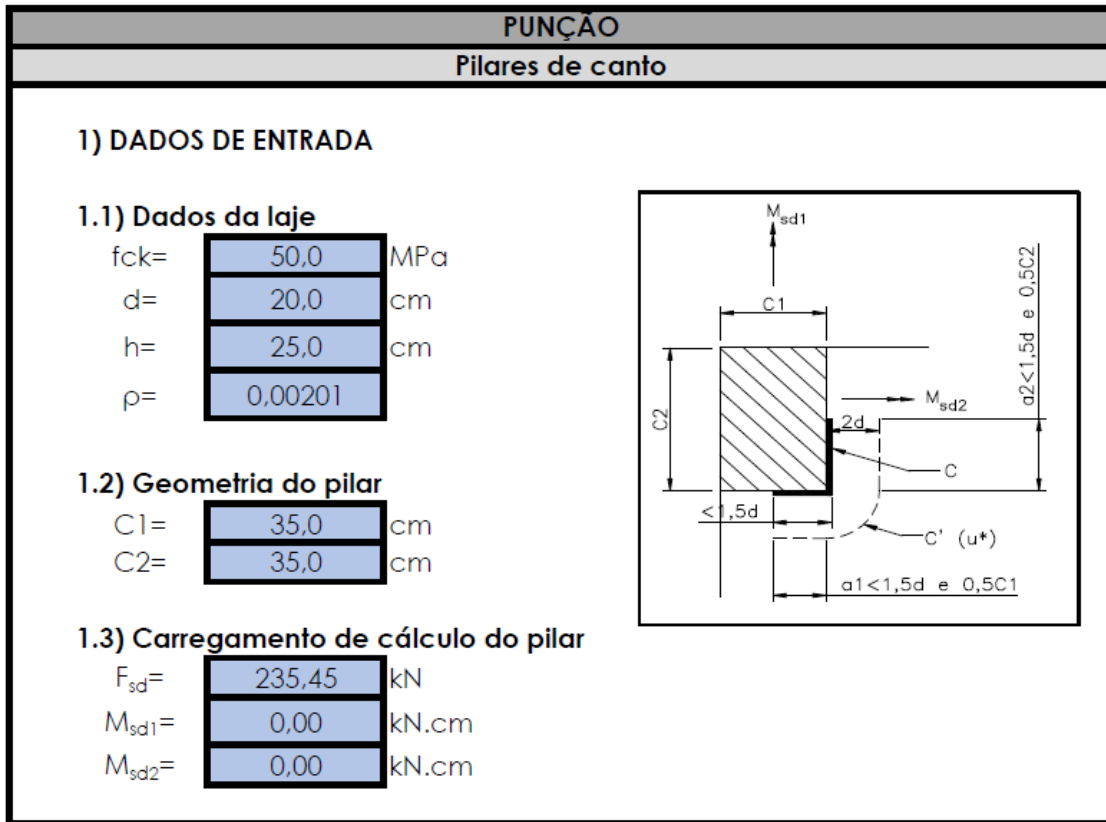 PUNÇÃO
Pilares de canto
1) DADOS DE ENTRADA
1.1) Dados da laje
fck= 50,0 MPa
d= 20,0 cm
h= 25,0 cm
ρ= 0,00201
1.2) Geometria do pilar
C1= 35,0 cm
C2= 35,0 cm
1.3) Carregamento de cálculo do pilar
Fsd= 235,45 kN
Msd1= 0,00 kN.cm
Msd2= 0,00 kN.cm
Msd1
C1
C2
Msd2
2d
a2<1,5d e 0,5C2
C
<1,5d
C' (u*)
a1<1,5d e 0,5C1